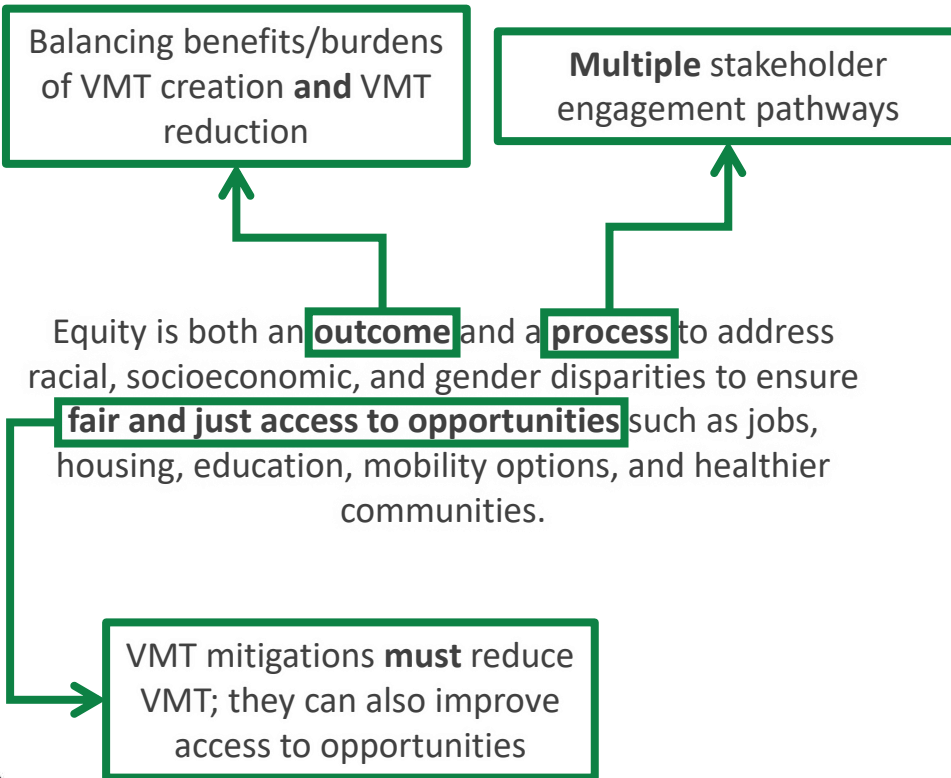 Balancing benefits/burdens
of VMT creation and VMT
reduction
Multiple stakeholder
engagement pathways
Equity is both an outcome and a process to address
racial, socioeconomic, and gender disparities to ensure
fair and just access to opportunities such as jobs,
housing, education, mobility options, and healthier
communities.
VMT mitigations must reduce
VMT; they can also improve
access to opportunities